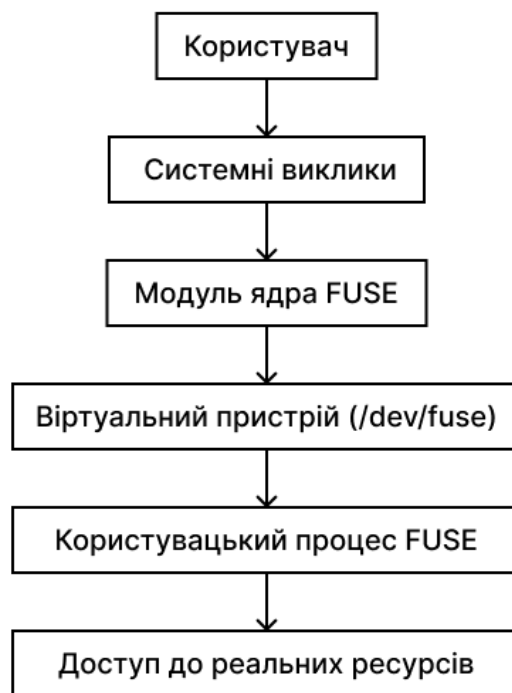 Користувач
Системні виклики
Модуль ядра FUSE
Віртуальний пристрій (/dev/fuse)
Користувацький процес FUSE
Доступ до реальних ресурсів